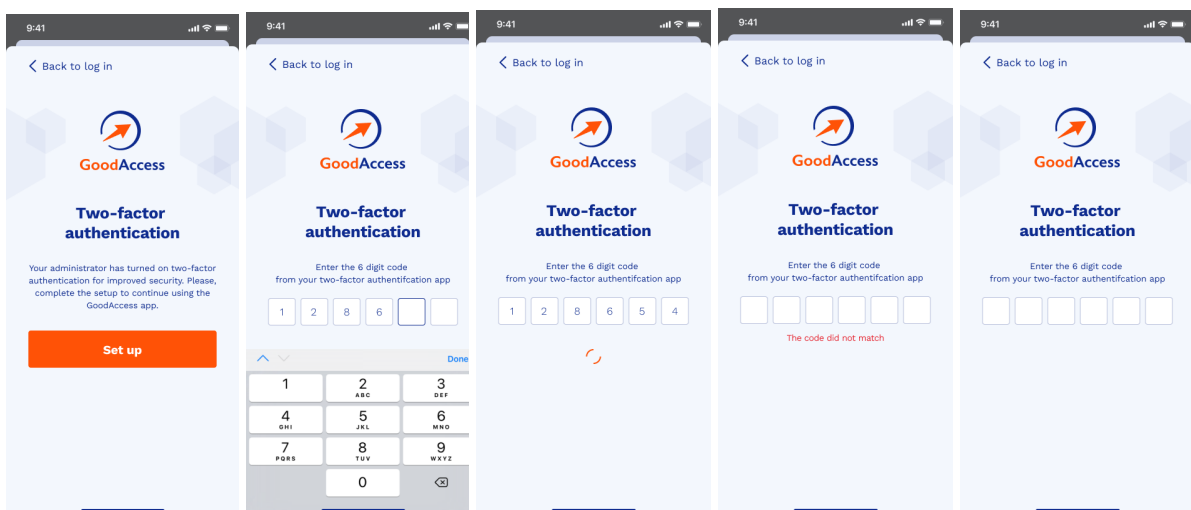 9:41
Back to log in
GoodAccess
Two-factor
authentication
Your administrator has turned on two-factor
authentication for improved security. Please,
complete the setup to continue using the
GoodAccess app.
Set up
9:41
Back to log in
GoodAccess
Two-factor
authentication
Enter the 6 digit code
from your two-factor authentifcation app
1 2 8 6
Done
1 2 3
ABC DEF
4 5 6
GHI JKL MNO
7 8 9
PQRS TUV WXYZ
0
9:41
Back to log in
GoodAccess
Two-factor
authentication
Enter the 6 digit code
from your two-factor authentifcation app
1 2 8 6 5 4
9:41
Back to log in
GoodAccess
Two-factor
authentication
Enter the 6 digit code
from your two-factor authentifcation app
The code did not match
9:41
Back to log in
GoodAccess
Two-factor
authentication
Enter the 6 digit code
from your two-factor authentifcation app